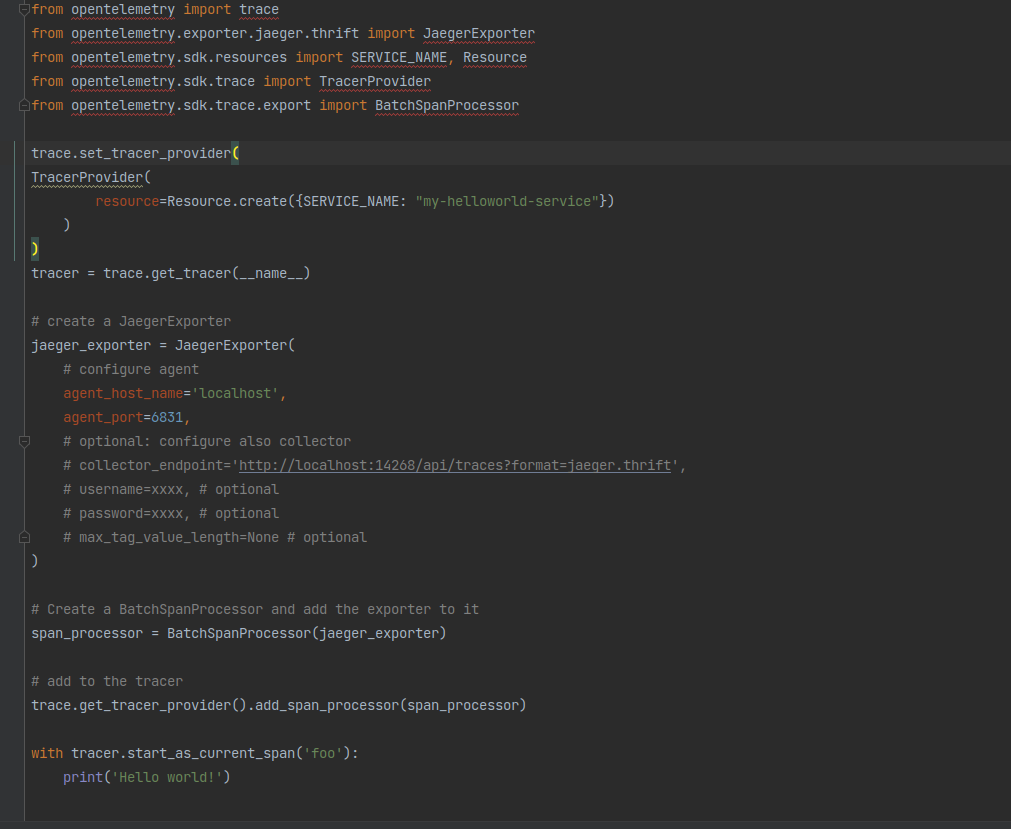 from opentelemetry import trace
from opentelemetry.exporter.jaeger.thrift import JaegerExporter
from opentelemetry.sdk.resources import SERVICE_NAME, Resource
from opentelemetry.sdk.trace import TracerProvider
from opentelemetry.sdk.trace.export import BatchSpanProcessor

trace.set_tracer_provider(
TracerProvider(
        resource=Resource.create({SERVICE_NAME: "my-helloworld-service"})
    )
)
tracer = trace.get_tracer(__name__)

# create a JaegerExporter
jaeger_exporter = JaegerExporter(
    # configure agent
    agent_host_name='localhost',
    agent_port=6831,
    # optional: configure also collector
    # collector_endpoint='http://localhost:14268/api/traces?format=jaeger.thrift',
    # username=xxxx, # optional
    # password=xxxx, # optional
    # max_tag_value_length=None # optional
)

# Create a BatchSpanProcessor and add the exporter to it
span_processor = BatchSpanProcessor(jaeger_exporter)

# add to the tracer
trace.get_tracer_provider().add_span_processor(span_processor)

with tracer.start_as_current_span('foo'):
    print('Hello world!')